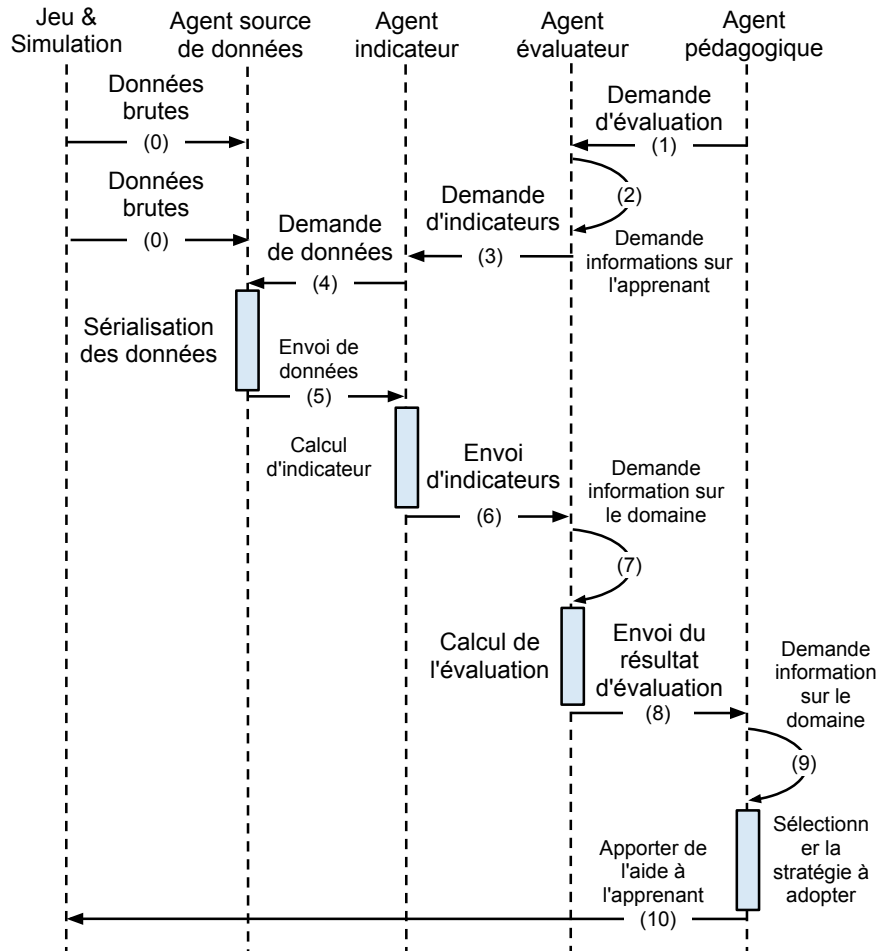 Jeu &
Simulation
Agent source
de données
Agent
indicateur
Agent
évaluateur
Agent
pédagogique
Données
brutes
(0)
Demande
d'évaluation
(1)
(2)
Données
brutes
(0)
Demande
d'indicateurs
(3)
Demande
informations sur
l'apprenant
Demande
de données
(4)
Sérialisation
des données
Envoi de
données
(5)
Calcul
d'indicateur
Envoi
d'indicateurs
(6)
Demande
information sur
le domaine
(7)
Calcul de
l'évaluation
Envoi du
résultat
d'évaluation
(8)
Demande
information
sur le
domaine
(9)
Sélectionn
er la
stratégie à
adopter
Apporter de
l'aide à
l'apprenant
(10)